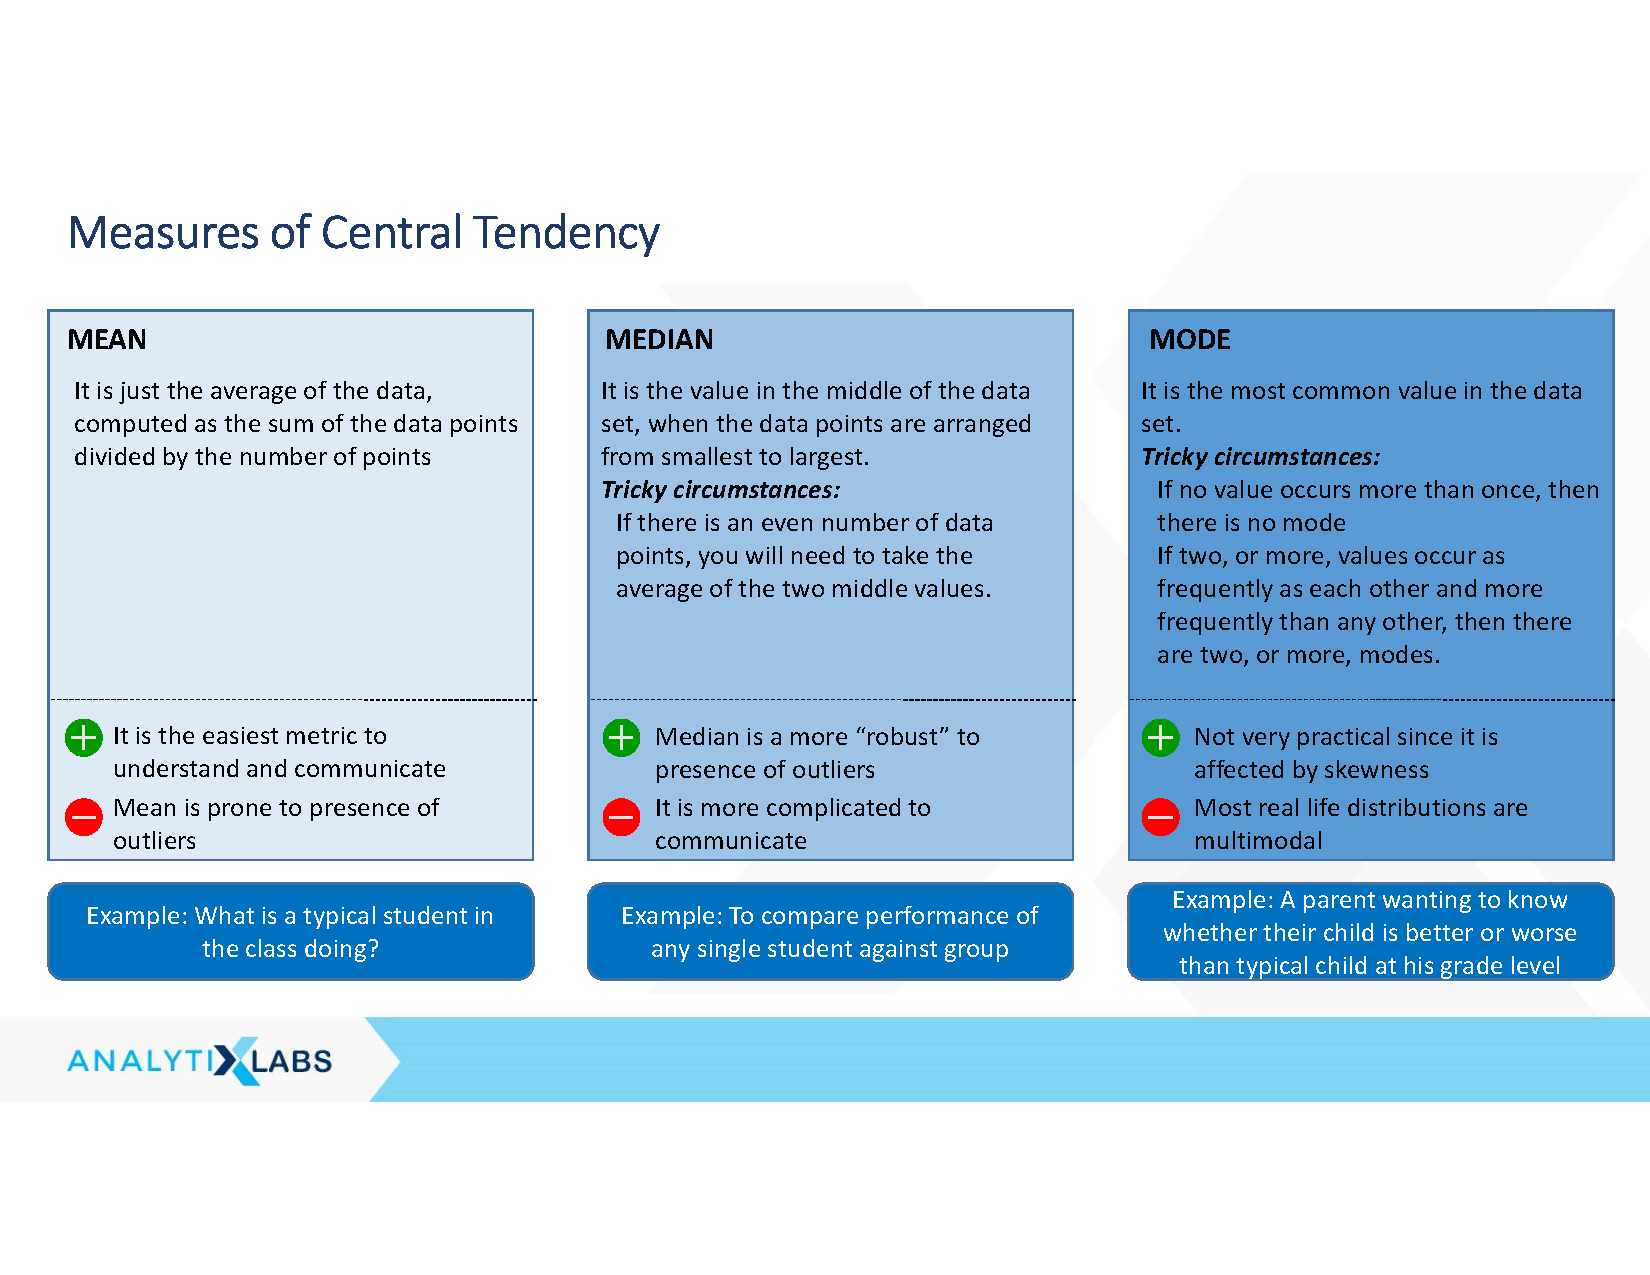 Measures of Central Tendency
MEAN
It is just the average of the data,
computed as the sum of the data points
divided by the number of points
It is the easiest metric to
understand and communicate
Mean is prone to presence of
outliers
Example: What is a typical student in
the class doing?
MEDIAN
It is the value in the middle of the data
set, when the data points are arranged
from smallest to largest.
Tricky circumstances:
If there is an even number of data
points, you will need to take the
average of the two middle values.
Median is a more “robust” to
presence of outliers
It is more complicated to
communicate
Example: To compare performance of
any single student against group
MODE
It is the most common value in the data
set.
Tricky circumstances:
If no value occurs more than once, then
there is no mode
If two, or more, values occur as
frequently as each other and more
frequently than any other, then there
are two, or more, modes.
Not very practical since it is
affected by skewness
Most real life distributions are
multimodal
Example: A parent wanting to know
whether their child is better or worse
than typical child at his grade level
ANALYTIXLABS